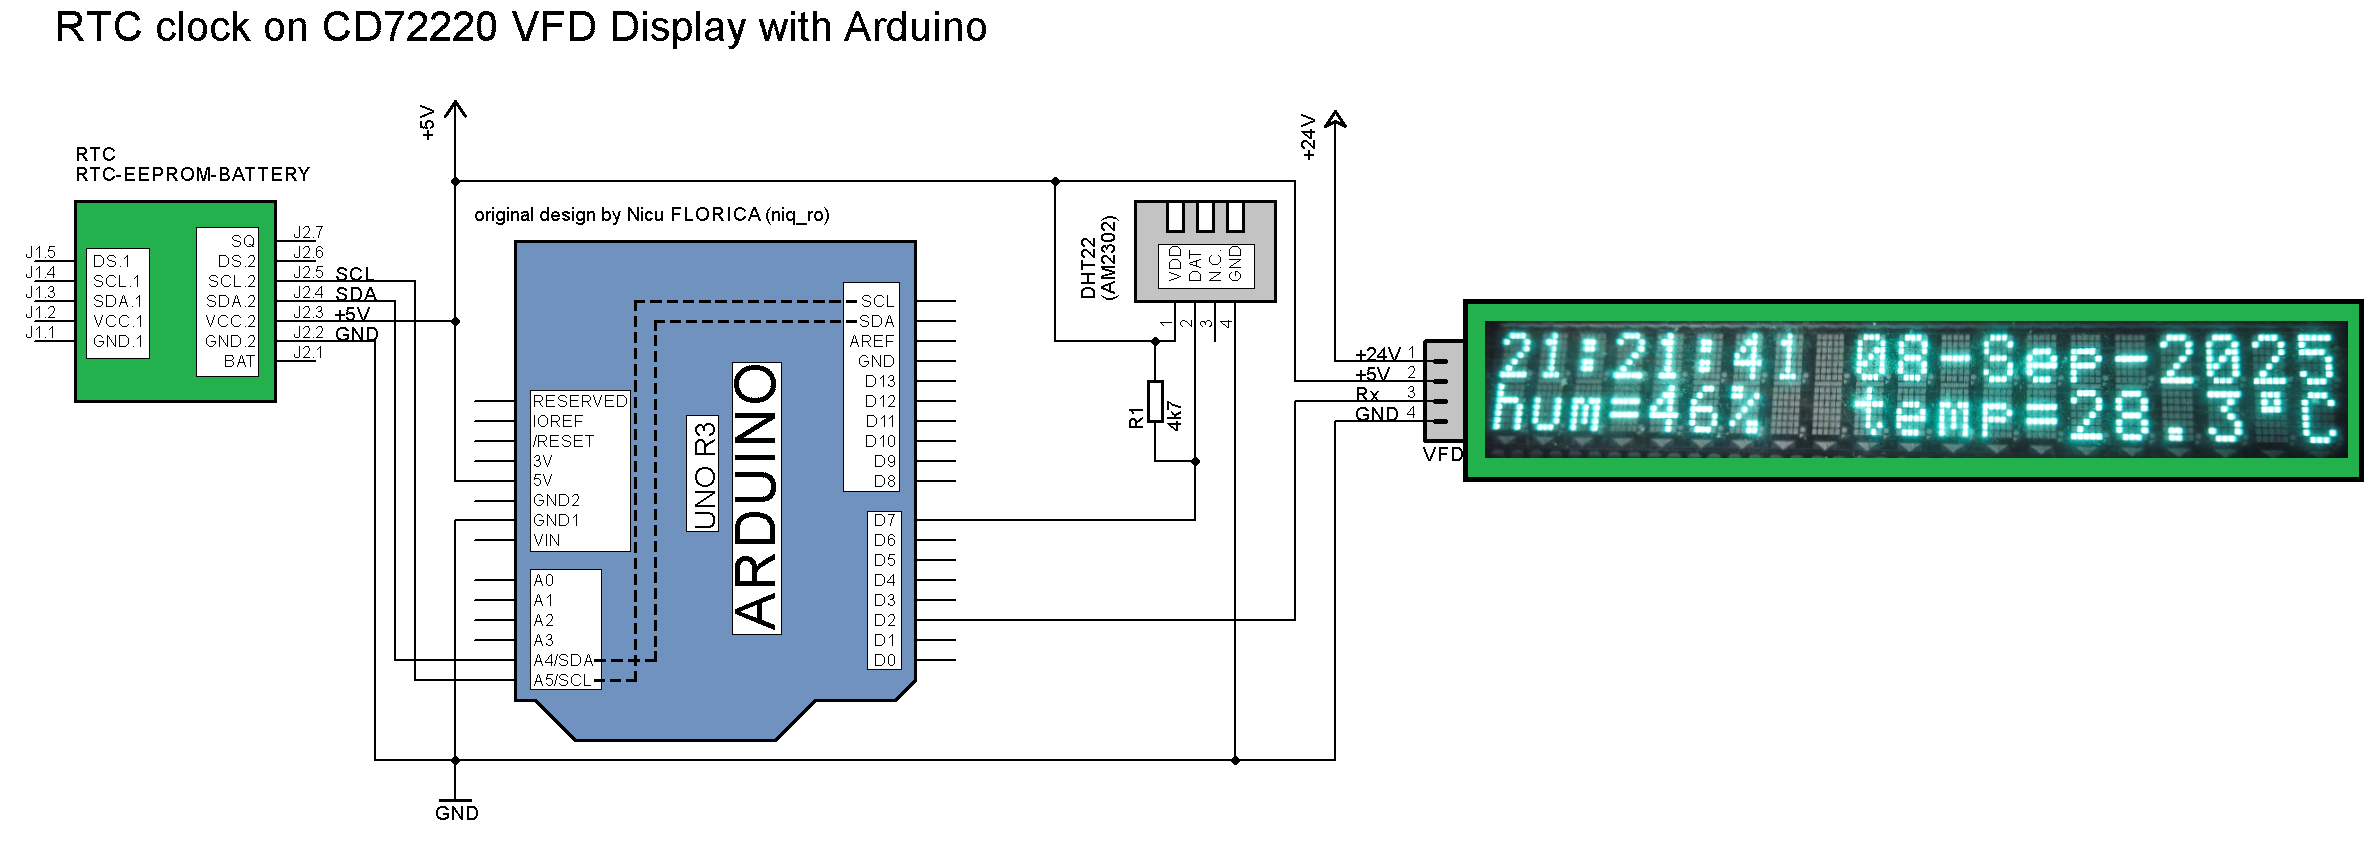 RTC clock on CD72220 VFD Display with Arduino
+5V
+24V
RTC
RTC-EEPROM-BATTERY
original design by Nicu FLORICA (niq_ro)
J1.5
J1.4
J1.3
J1.2
J1.1
DS.1
SCL.1
SDA.1
VCC.1
GND.1
SQ
DS.2
SCL.2
SDA.2
VCC.2
GND.2
BAT
J2.7
J2.6
J2.5
J2.4
J2.3
J2.2
J2.1
SCL
SDA
+5V
GND
RESERVED
IOREF
/RESET
3V
5V
GND2
GND1
VIN
A0
A1
A2
A3
A4/SDA
A5/SCL
UNO R3
ARDUINO
SCL
SDA
AREF
GND
D13
D12
D11
D10
D9
D8
D7
D6
D5
D4
D3
D2
D1
D0
DHT22
(AM2302)
VDD
DAT
N.C.
GND
1
2
3
4
R1
4k7
+24V 1
+5V 2
Rx 3
GND 4
VFD
21:21:41 08-Sep-2025
hum=46% temp=28.3°C
GND